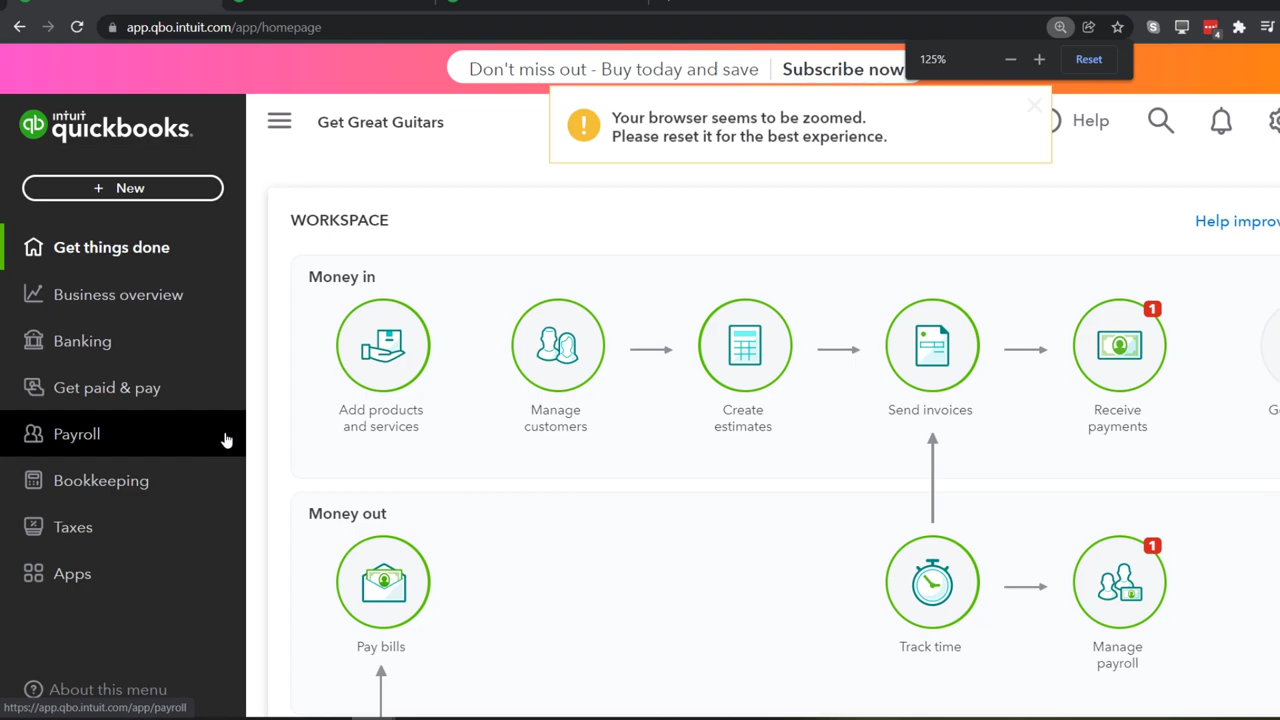 app.qbo.intuit.com/app/homepage
4
125%
Reset
Don't miss out - Buy today and save
Subscribe now
intuit
quickbooks.
Get Great Guitars
Your browser seems to be zoomed.
Please reset it for the best experience.
Help
+ New
WORKSPACE
Get things done
Business overview
Banking
Get paid & pay
Payroll
Bookkeeping
Taxes
Apps
About this menu
https://app.qbo.intuit.com/app/payroll
Money in
1
Add products
and services
Manage
customers
Create
estimates
Send invoices
Receive
payments
Money out
1
Pay bills
Track time
Manage
payroll